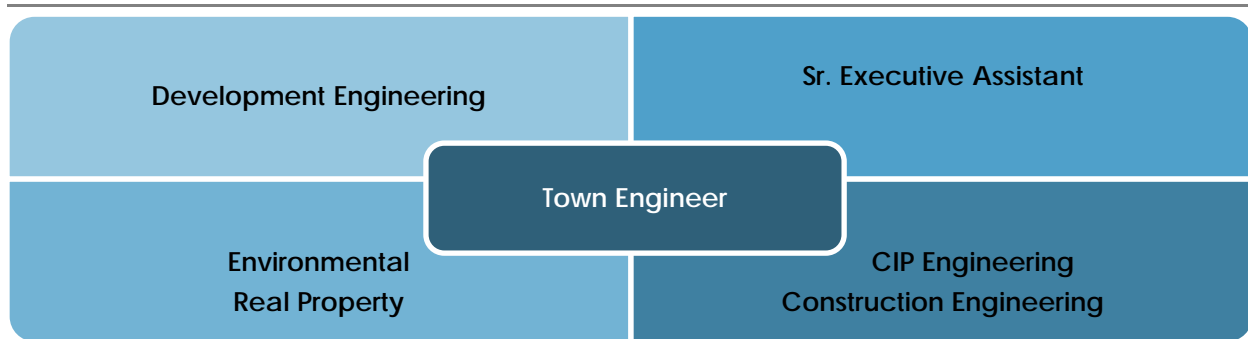 Development Engineering
Sr. Executive Assistant
Town Engineer
Environmental
Real Property
CIP Engineering
Construction Engineering